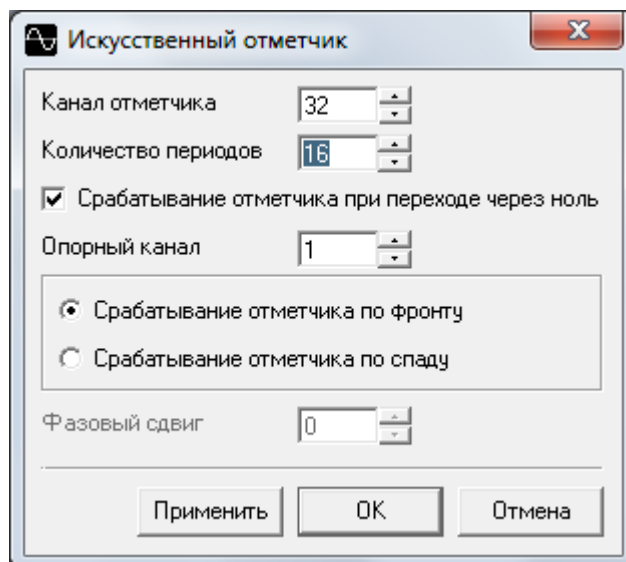 Искусственный отметчик
Канал отметчика 32
Количество периодов 16
Срабатывание отметчика при переходе через ноль
Опорный канал 1
Срабатывание отметчика по фронту
Срабатывание отметчика по спаду
Фазовый сдвиг 0
Применить OK Отмена